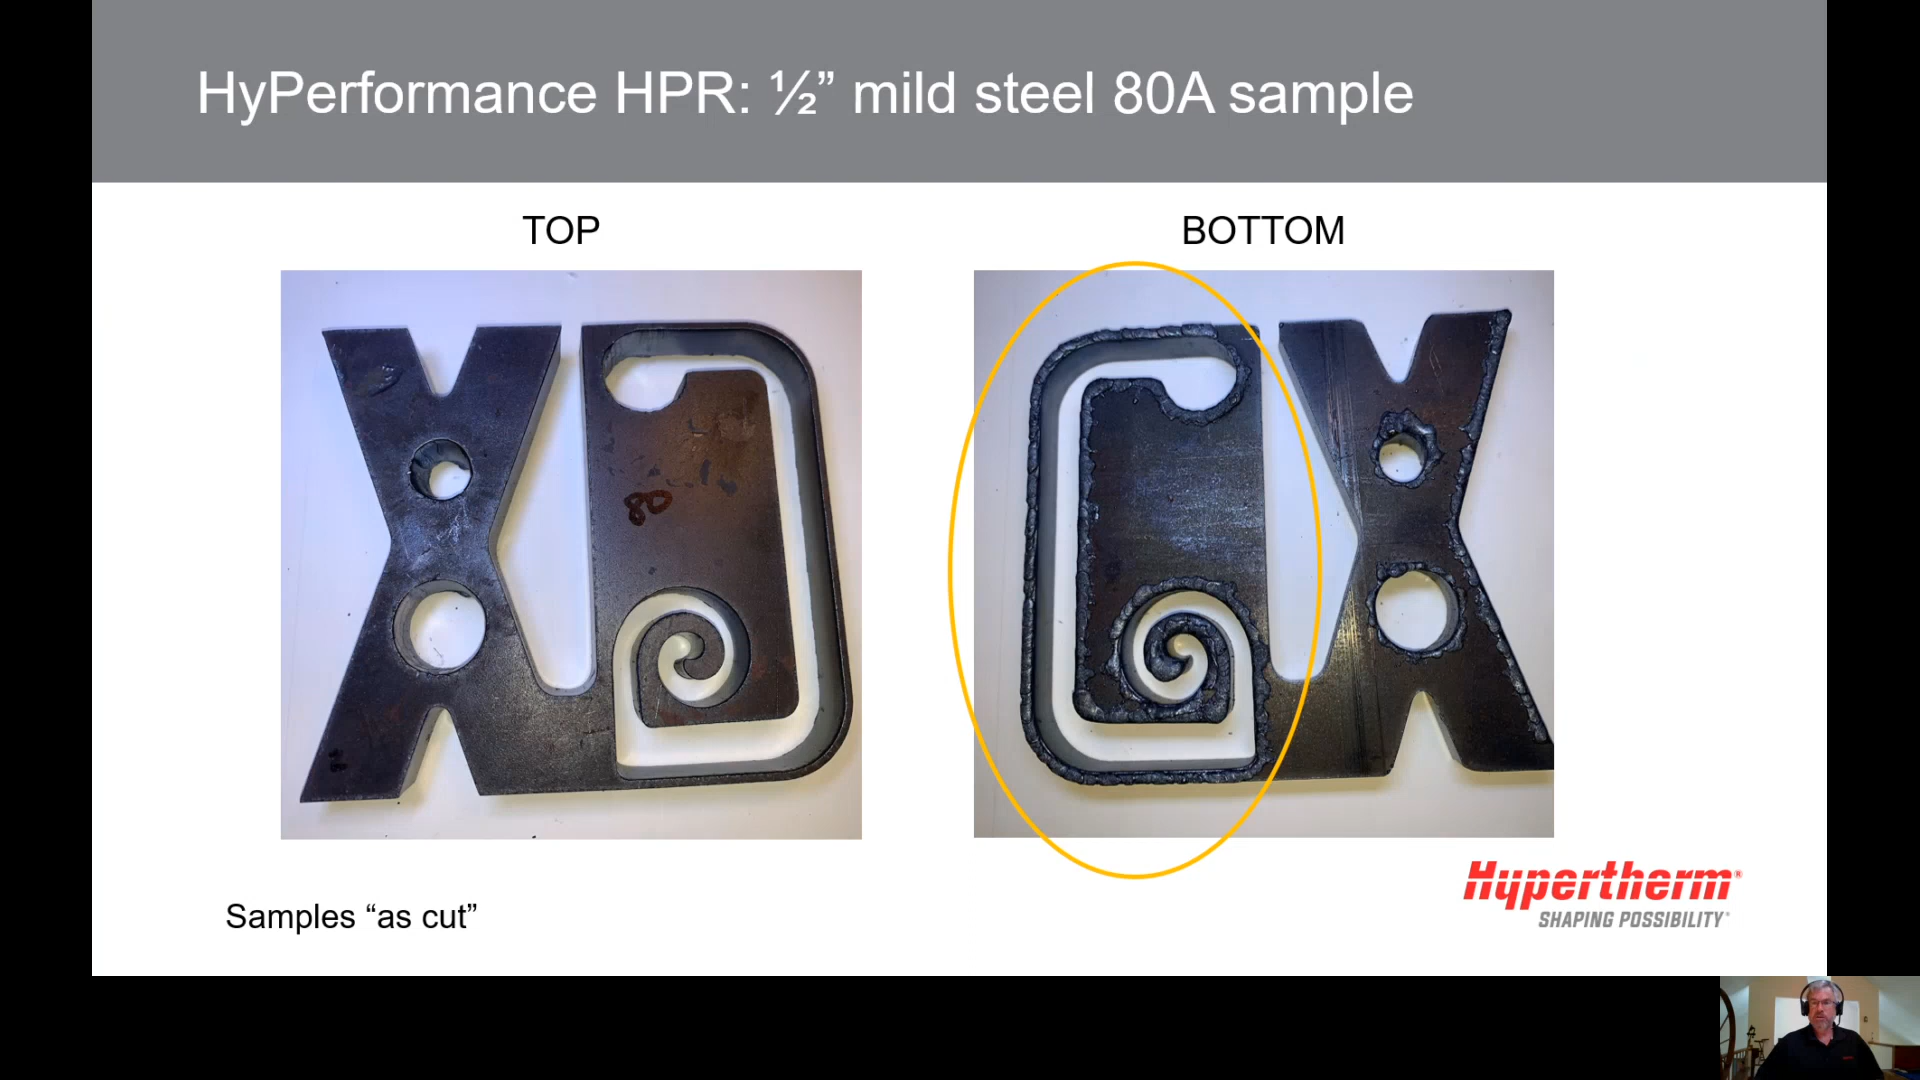 HyPerformance HPR: ½” mild steel 80A sample
TOP
BOTTOM
80
Samples “as cut”
Hypertherm®
SHAPING POSSIBILITY®